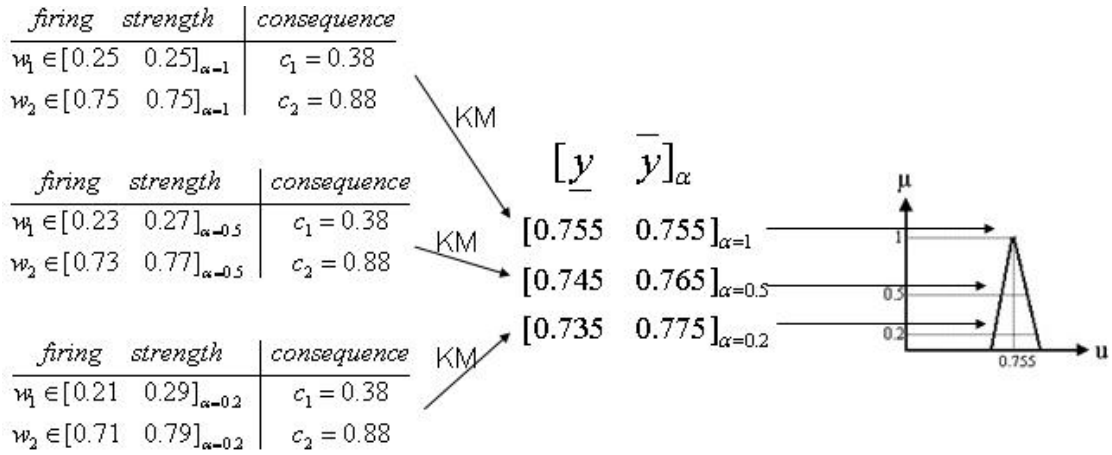 firing strength consequence
w₁ ∈ [0.25 0.25]α=1 c₁ = 0.38
w₂ ∈ [0.75 0.75]α=1 c₂ = 0.88
KM
firing strength consequence
w₁ ∈ [0.23 0.27]α=0.5 c₁ = 0.38
w₂ ∈ [0.73 0.77]α=0.5 c₂ = 0.88
KM
firing strength consequence
w₁ ∈ [0.21 0.29]α=0.2 c₁ = 0.38
w₂ ∈ [0.71 0.79]α=0.2 c₂ = 0.88
KM
[y̲ y̅]α
[0.755 0.755]α=1
[0.745 0.765]α=0.5
[0.735 0.775]α=0.2
μ
1
0.5
0.2
0.755
u